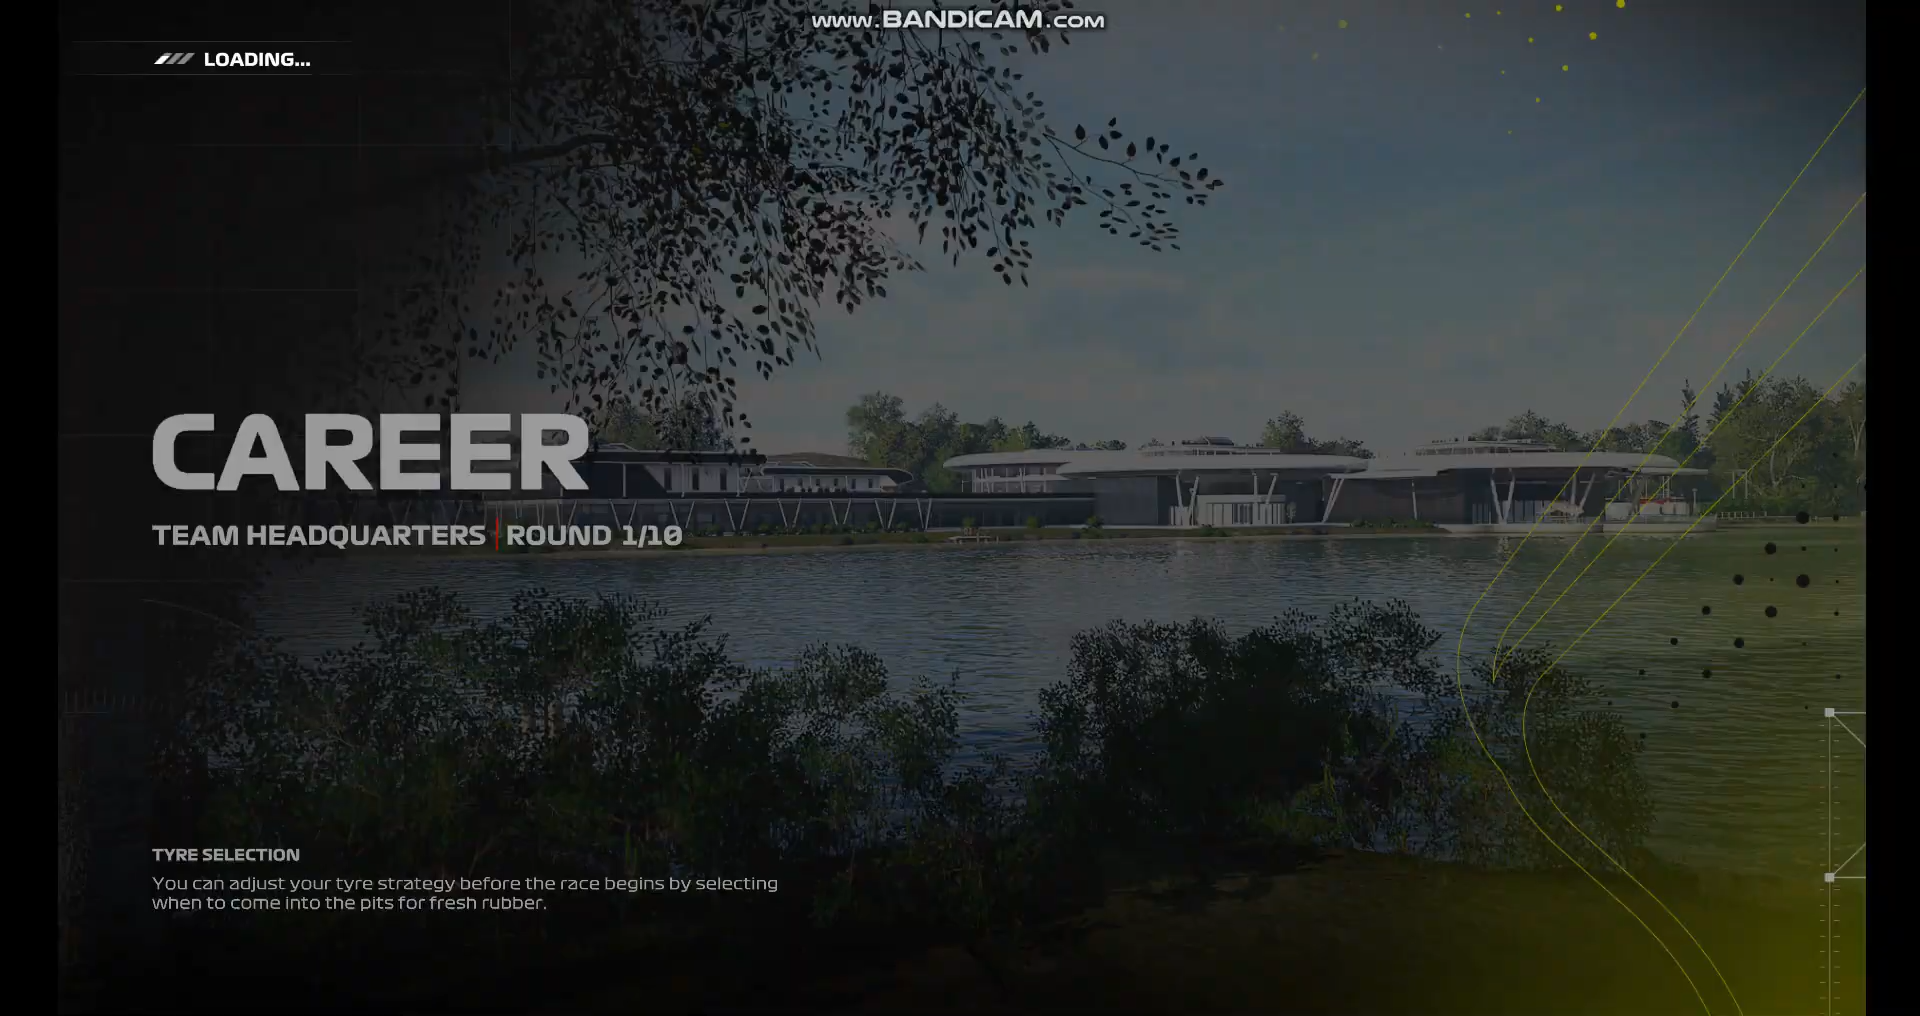 www.BANDICAM.com
LOADING...
CAREER
TEAM HEADQUARTERS | ROUND 1/10
TYRE SELECTION
You can adjust your tyre strategy before the race begins by selecting
when to come into the pits for fresh rubber.